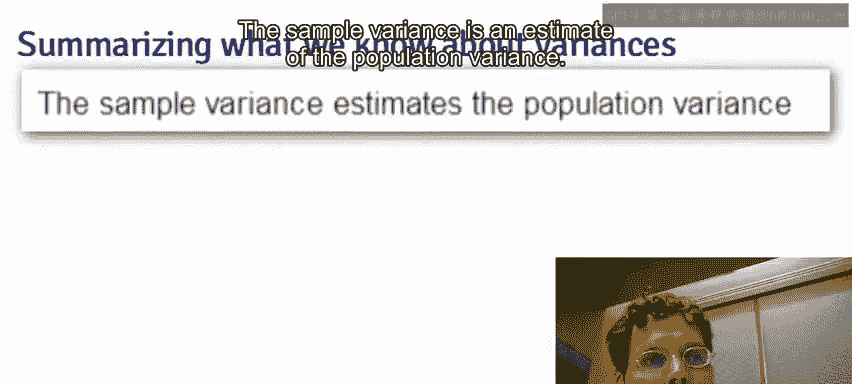 The sample variance is an estimate
of the population variance.
Summarizing what we know about variances
The sample variance estimates the population variance